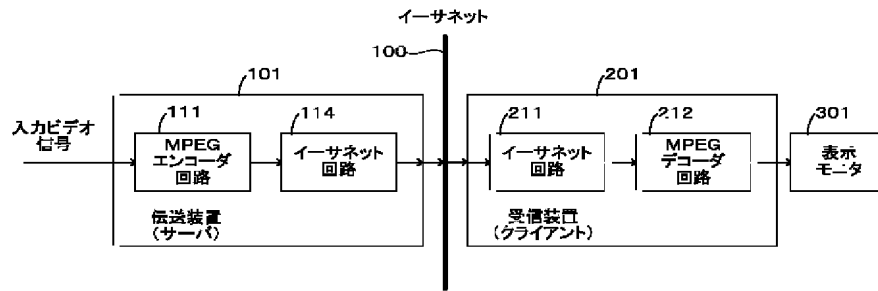 イーサネット
100
101
201
入力ビデオ
信号
111
MPEG
エンコーダ
回路
114
イーサネット
回路
伝送装置
(サーバ)
211
イーサネット
回路
212
MPEG
デコーダ
回路
受信装置
(クライアント)
301
表示
モニタ